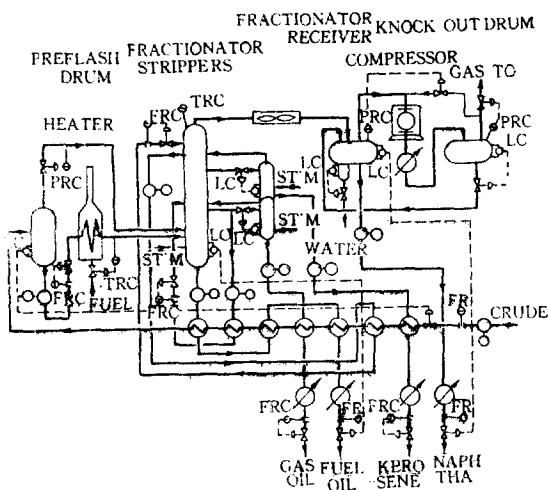 FRACTIONATOR
RECEIVER
KNOCK OUT DRUM
FRACTIONATOR
STRIPPERS
PREFLASH
DRUM
COMPRESSOR
GAS TO
HEATER
FRC
TRC
PRC
PRC
LC
LC
LC
PRC
LC
ST'M
LC
ST'M
LC
WATER
ST'M
TRC
FUEL
FRC
FRC
FR
CRUDE
FRC
FR
FRC
FR
GAS
OIL
FUEL
OIL
KERO
SENE
NAPH
THA